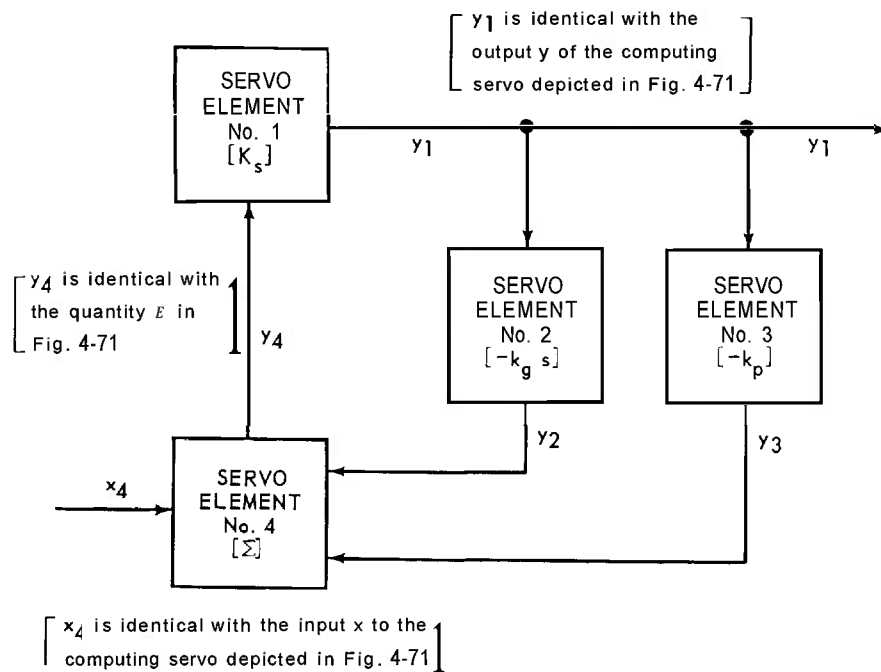 y1 is identical with the
output y of the computing
servo depicted in Fig. 4-71
SERVO
ELEMENT
No. 1
[Ks]
y1
y1
y4 is identical with
the quantity E in
Fig. 4-71
y4
SERVO
ELEMENT
No. 2
[-kg s]
SERVO
ELEMENT
No. 3
[-kp]
y2
y3
x4
SERVO
ELEMENT
No. 4
[Σ]
x4 is identical with the input x to the
computing servo depicted in Fig. 4-71